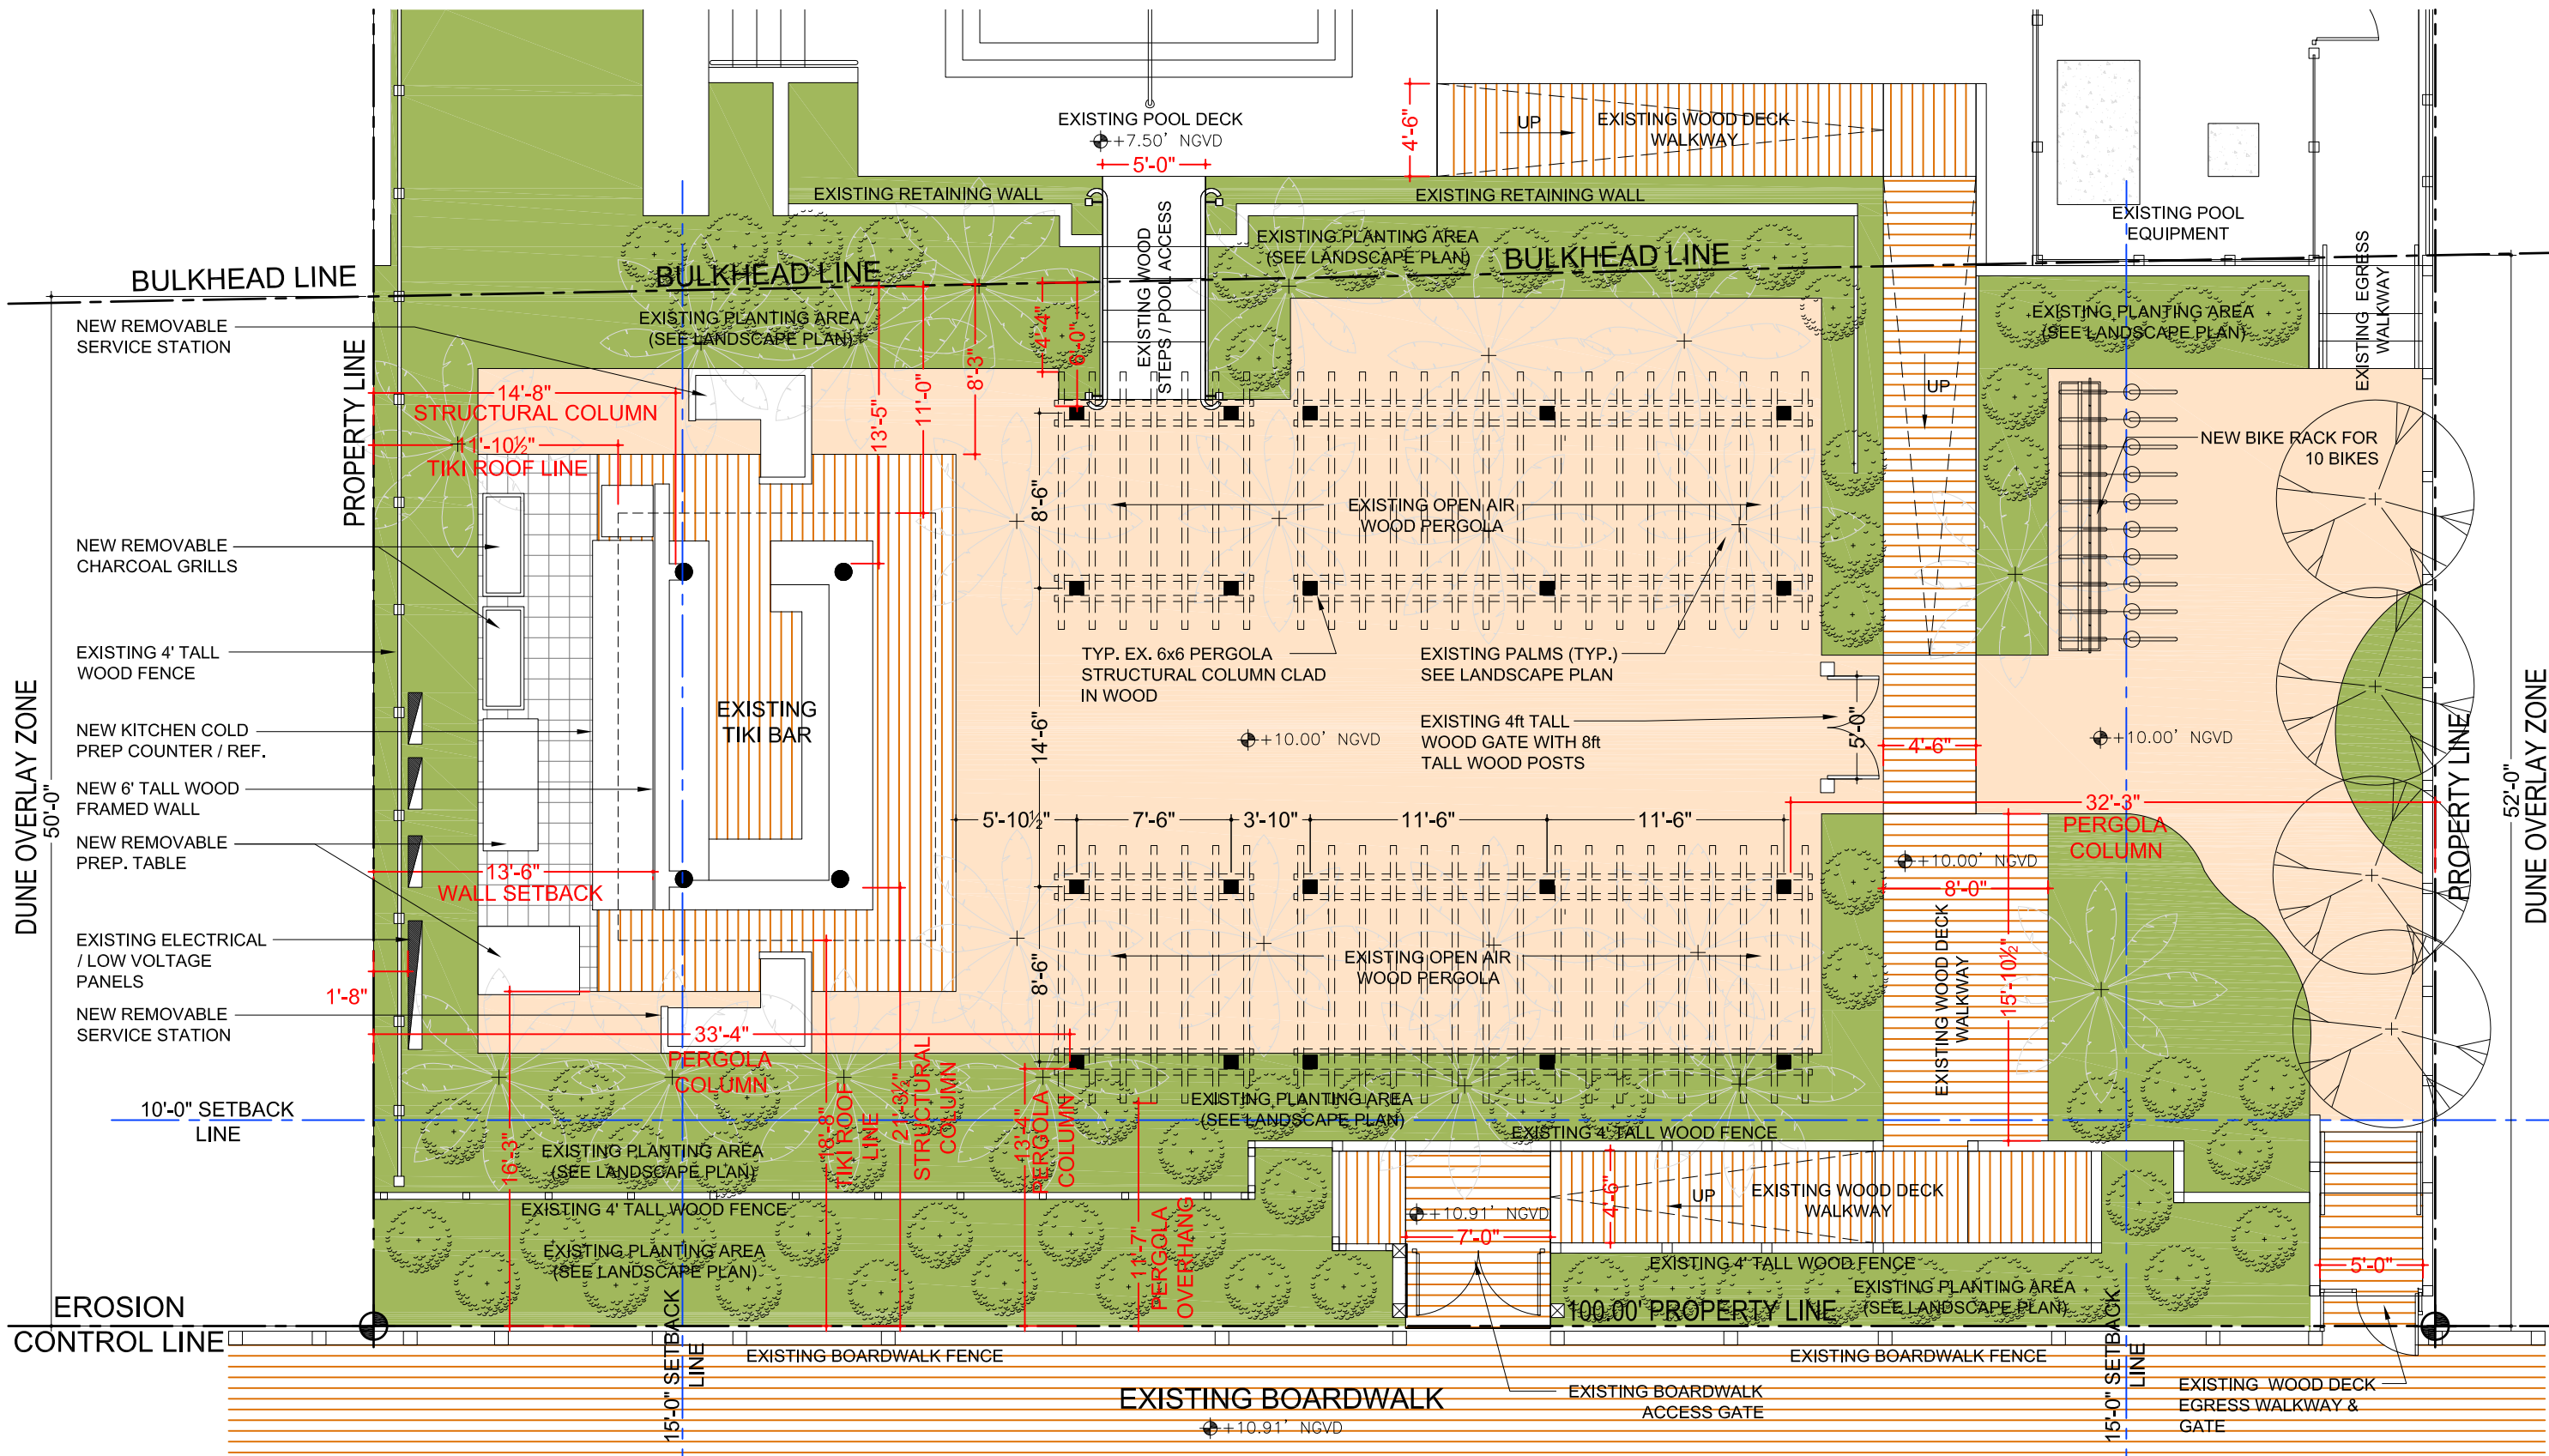 EXISTING POOL DECK
+7.50' NGVD
5'-0"
4'-6"
UP
EXISTING WOOD DECK
WALKWAY
EXISTING RETAINING WALL
EXISTING RETAINING WALL
EXISTING WOOD
STEPS / POOL ACCESS
EXISTING PLANTING AREA
(SEE LANDSCAPE PLAN)
EXISTING POOL
EQUIPMENT
EXISTING EGRESS
WALKWAY
BULKHEAD LINE
BULKHEAD LINE
BULKHEAD LINE
NEW REMOVABLE
SERVICE STATION
EXISTING PLANTING AREA
(SEE LANDSCAPE PLAN)
EXISTING PLANTING AREA
(SEE LANDSCAPE PLAN)
4'-4"
6'-0"
8'-3"
11'-0"
13'-5"
PROPERTY LINE
14'-8"
STRUCTURAL COLUMN
11'-10½"
TIKI ROOF LINE
UP
NEW BIKE RACK FOR
10 BIKES
8'-6"
EXISTING OPEN AIR
WOOD PERGOLA
NEW REMOVABLE
CHARCOAL GRILLS
EXISTING 4' TALL
WOOD FENCE
TYP. EX. 6x6 PERGOLA
STRUCTURAL COLUMN CLAD
IN WOOD
EXISTING PALMS (TYP.)
SEE LANDSCAPE PLAN
EXISTING
TIKI BAR
NEW KITCHEN COLD
PREP COUNTER / REF.
14'-6"
+10.00' NGVD
EXISTING 4ft TALL
WOOD GATE WITH 8ft
TALL WOOD POSTS
5'-0"
4'-6"
+10.00' NGVD
PROPERTY LINE
DUNE OVERLAY ZONE
50'-0"
52'-0"
DUNE OVERLAY ZONE
NEW 6' TALL WOOD
FRAMED WALL
NEW REMOVABLE
PREP. TABLE
5'-10½"
7'-6"
3'-10"
11'-6"
11'-6"
32'-3"
PERGOLA
COLUMN
13'-6"
WALL SETBACK
+10.00' NGVD
8'-0"
EXISTING WOOD DECK
WALKWAY
15'-10½"
EXISTING ELECTRICAL
/ LOW VOLTAGE
PANELS
1'-8"
8'-6"
EXISTING OPEN AIR
WOOD PERGOLA
NEW REMOVABLE
SERVICE STATION
33'-4"
PERGOLA
COLUMN
10'-0" SETBACK
LINE
16'-3"
18'-8"
TIKI ROOF
LINE
21'-3½"
STRUCTURAL
COLUMN
13'-4"
PERGOLA
COLUMN
11'-7"
PERGOLA
OVERHANG
EXISTING PLANTING AREA
(SEE LANDSCAPE PLAN)
EXISTING 4' TALL WOOD FENCE
EXISTING PLANTING AREA
(SEE LANDSCAPE PLAN)
EXISTING 4' TALL WOOD FENCE
EXISTING PLANTING AREA
(SEE LANDSCAPE PLAN)
+10.91' NGVD
7'-0"
4'-6"
UP
EXISTING WOOD DECK
WALKWAY
EXISTING 4' TALL WOOD FENCE
EXISTING PLANTING AREA
(SEE LANDSCAPE PLAN)
5'-0"
EROSION
CONTROL LINE
100.00' PROPERTY LINE
15'-0" SETBACK
LINE
15'-0" SETBACK
LINE
EXISTING BOARDWALK FENCE
EXISTING BOARDWALK FENCE
EXISTING BOARDWALK
+10.91' NGVD
EXISTING BOARDWALK
ACCESS GATE
EXISTING WOOD DECK
EGRESS WALKWAY &
GATE